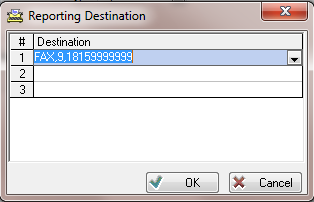 Reporting Destination
# Destination
1 FAX,9,18159999999
2
3
OK Cancel